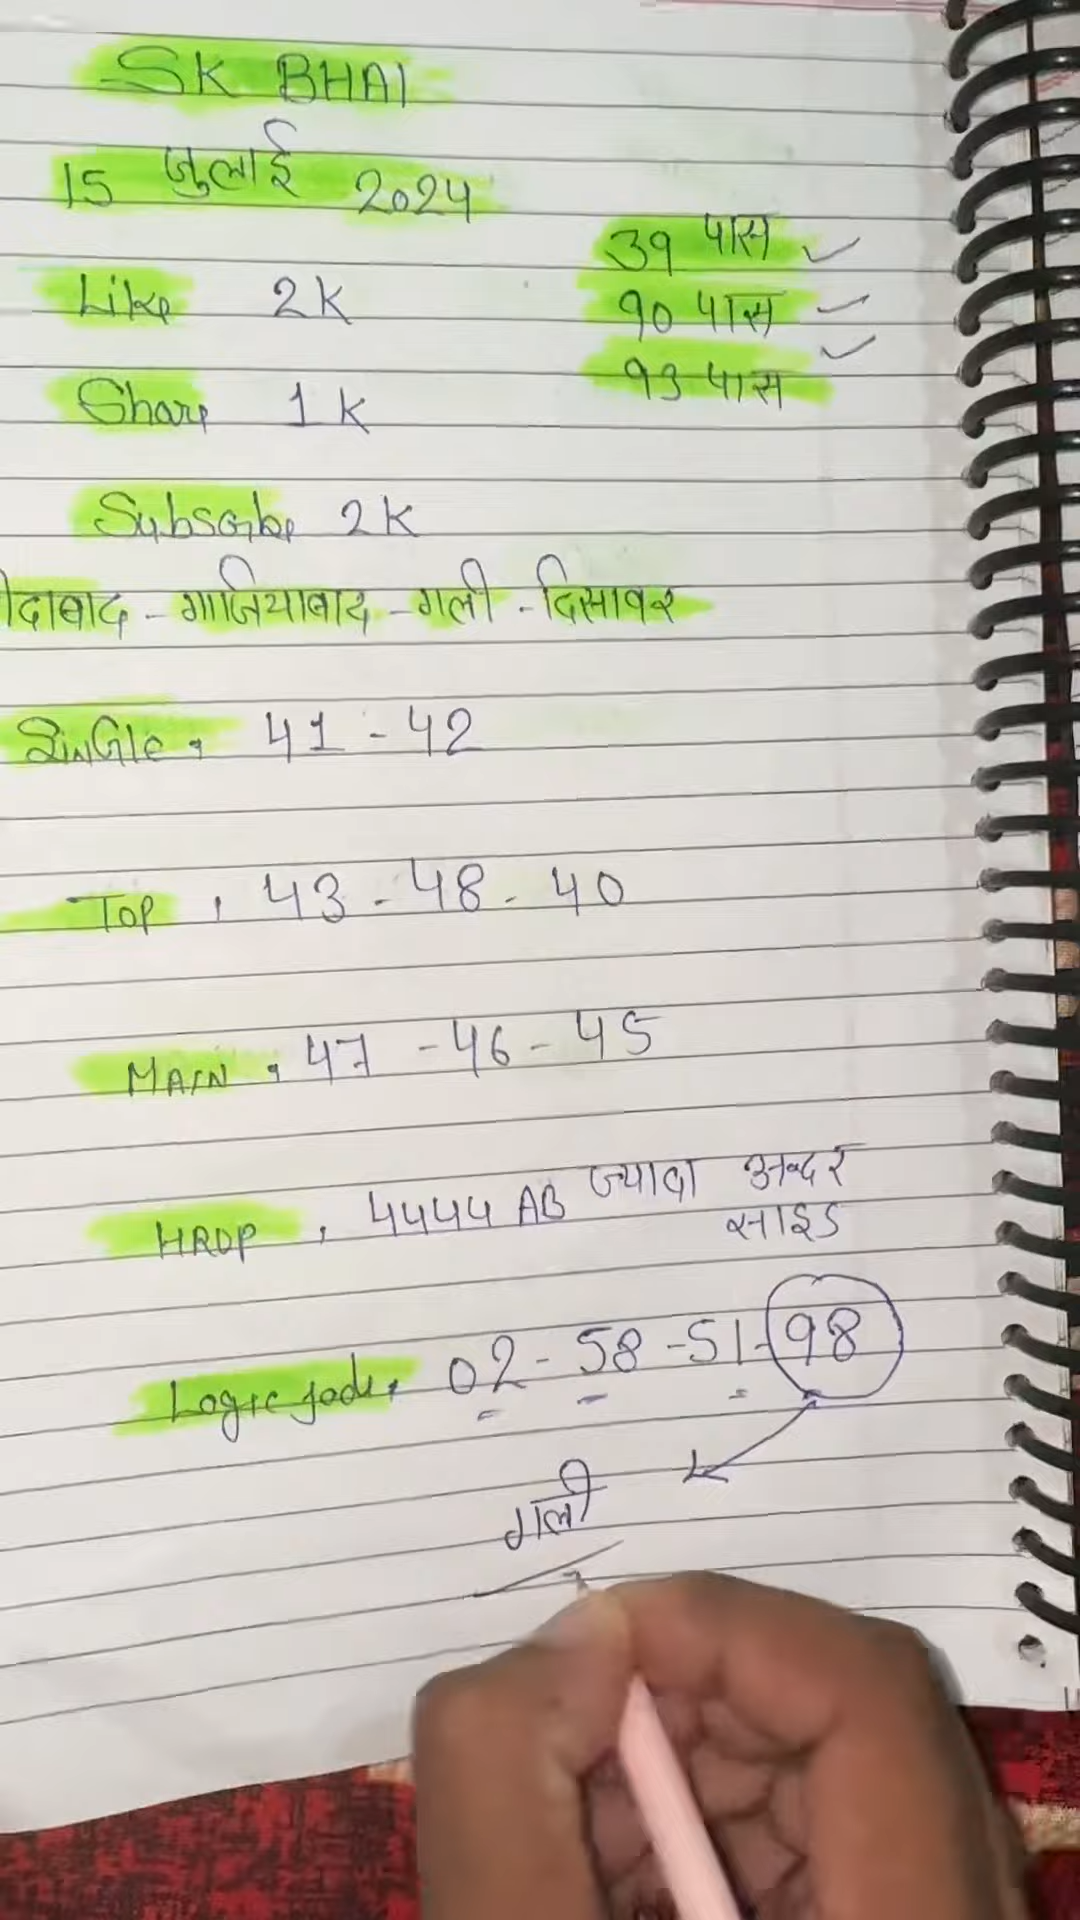 SK BHAI
15 जुलाई 2024
39 पास
Like 2K
90 पास
93 पास
Share 1K
Subscribe 2K
ीदाबाद - गाजियाबाद - गली - दिसावर
SinGle, 41 - 42
TOP, 43 - 48 - 40
MAIN, 47 - 46 - 45
HROP, 4444 AB ज्यादा अन्दर
साइड
Logic jodi, 02 - 58 - 51 - 98
गली